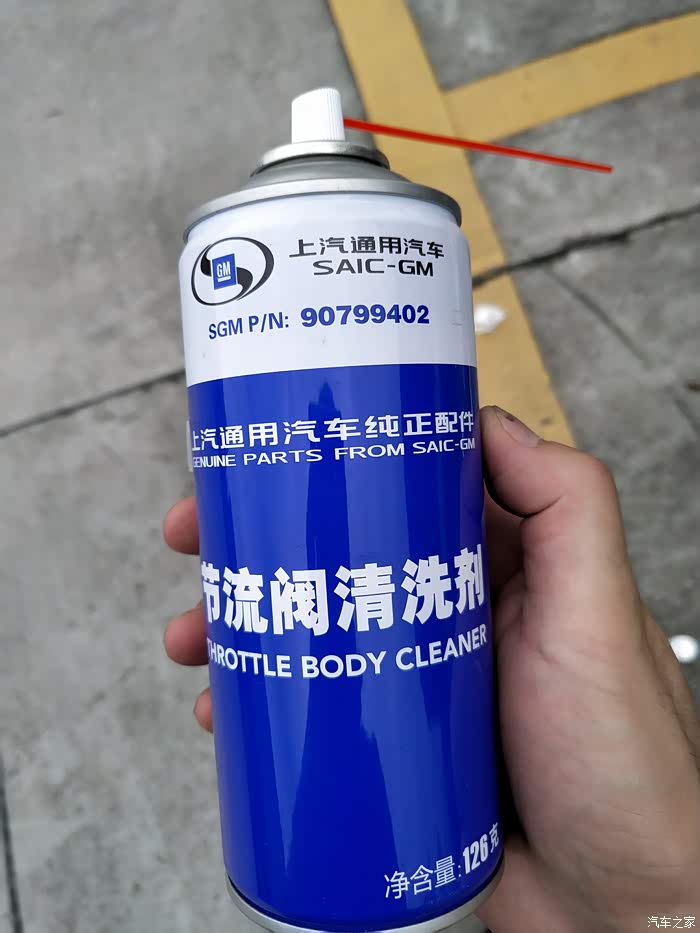 GM
上汽通用汽车
SAIC-GM
SGM P/N: 90799402
上汽通用汽车纯正配件
GENUINE PARTS FROM SAIC-GM
节流阀清洗剂
THROTTLE BODY CLEANER
净含量:126克
汽车之家